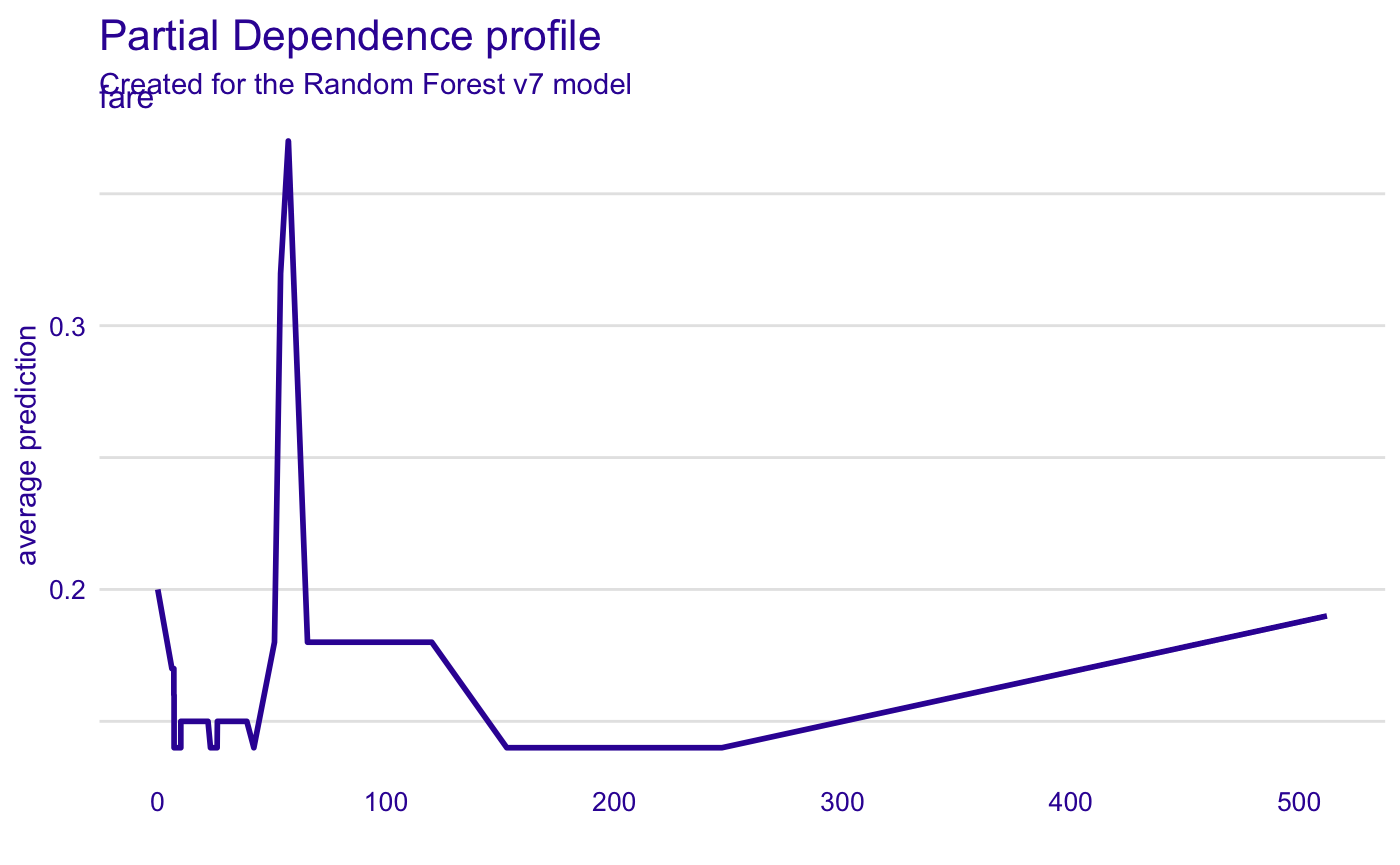 Partial Dependence profile
Created for the Random Forest v7 model
fare
average prediction
0.3
0.2
0 100 200 300 400 500